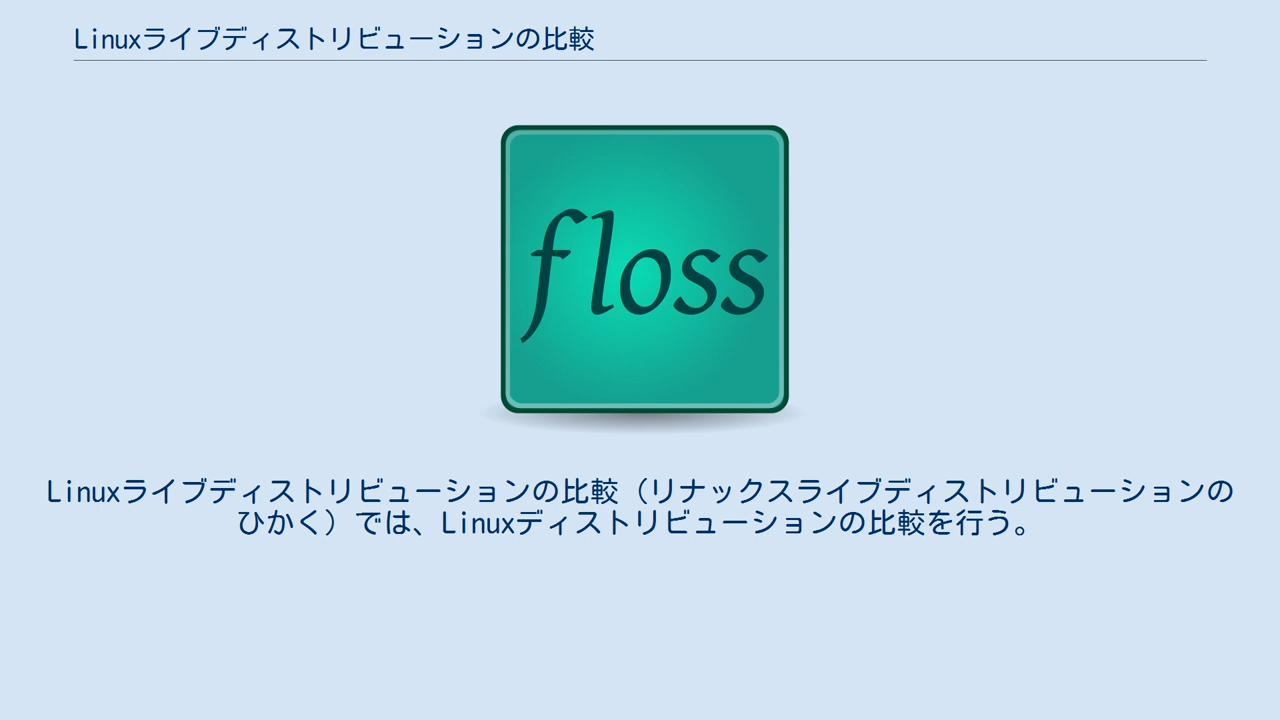 Linuxライブディストリビューションの比較
floss
Linuxライブディストリビューションの比較（リナックスライブディストリビューションの
ひかく）では、Linuxディストリビューションの比較を行う。